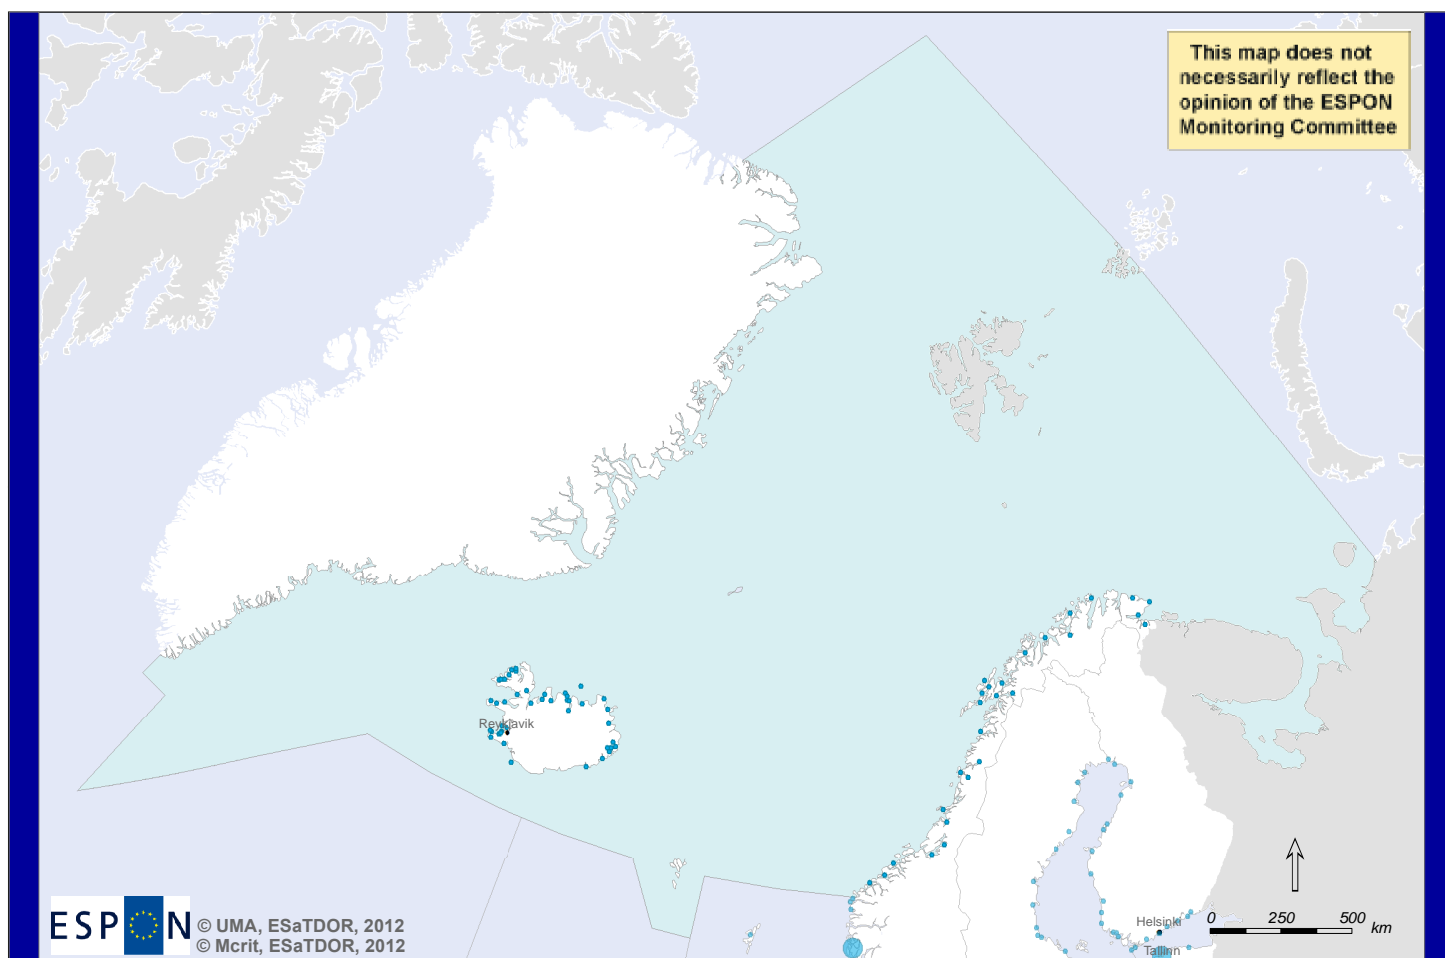 This map does not
necessarily reflect the
opinion of the ESPON
Monitoring Committee
Reykjavik
Helsinki
Tallinn
0 250 500 km
ESPON
© UMA, ESaTDOR, 2012
© Mcrit, ESaTDOR, 2012